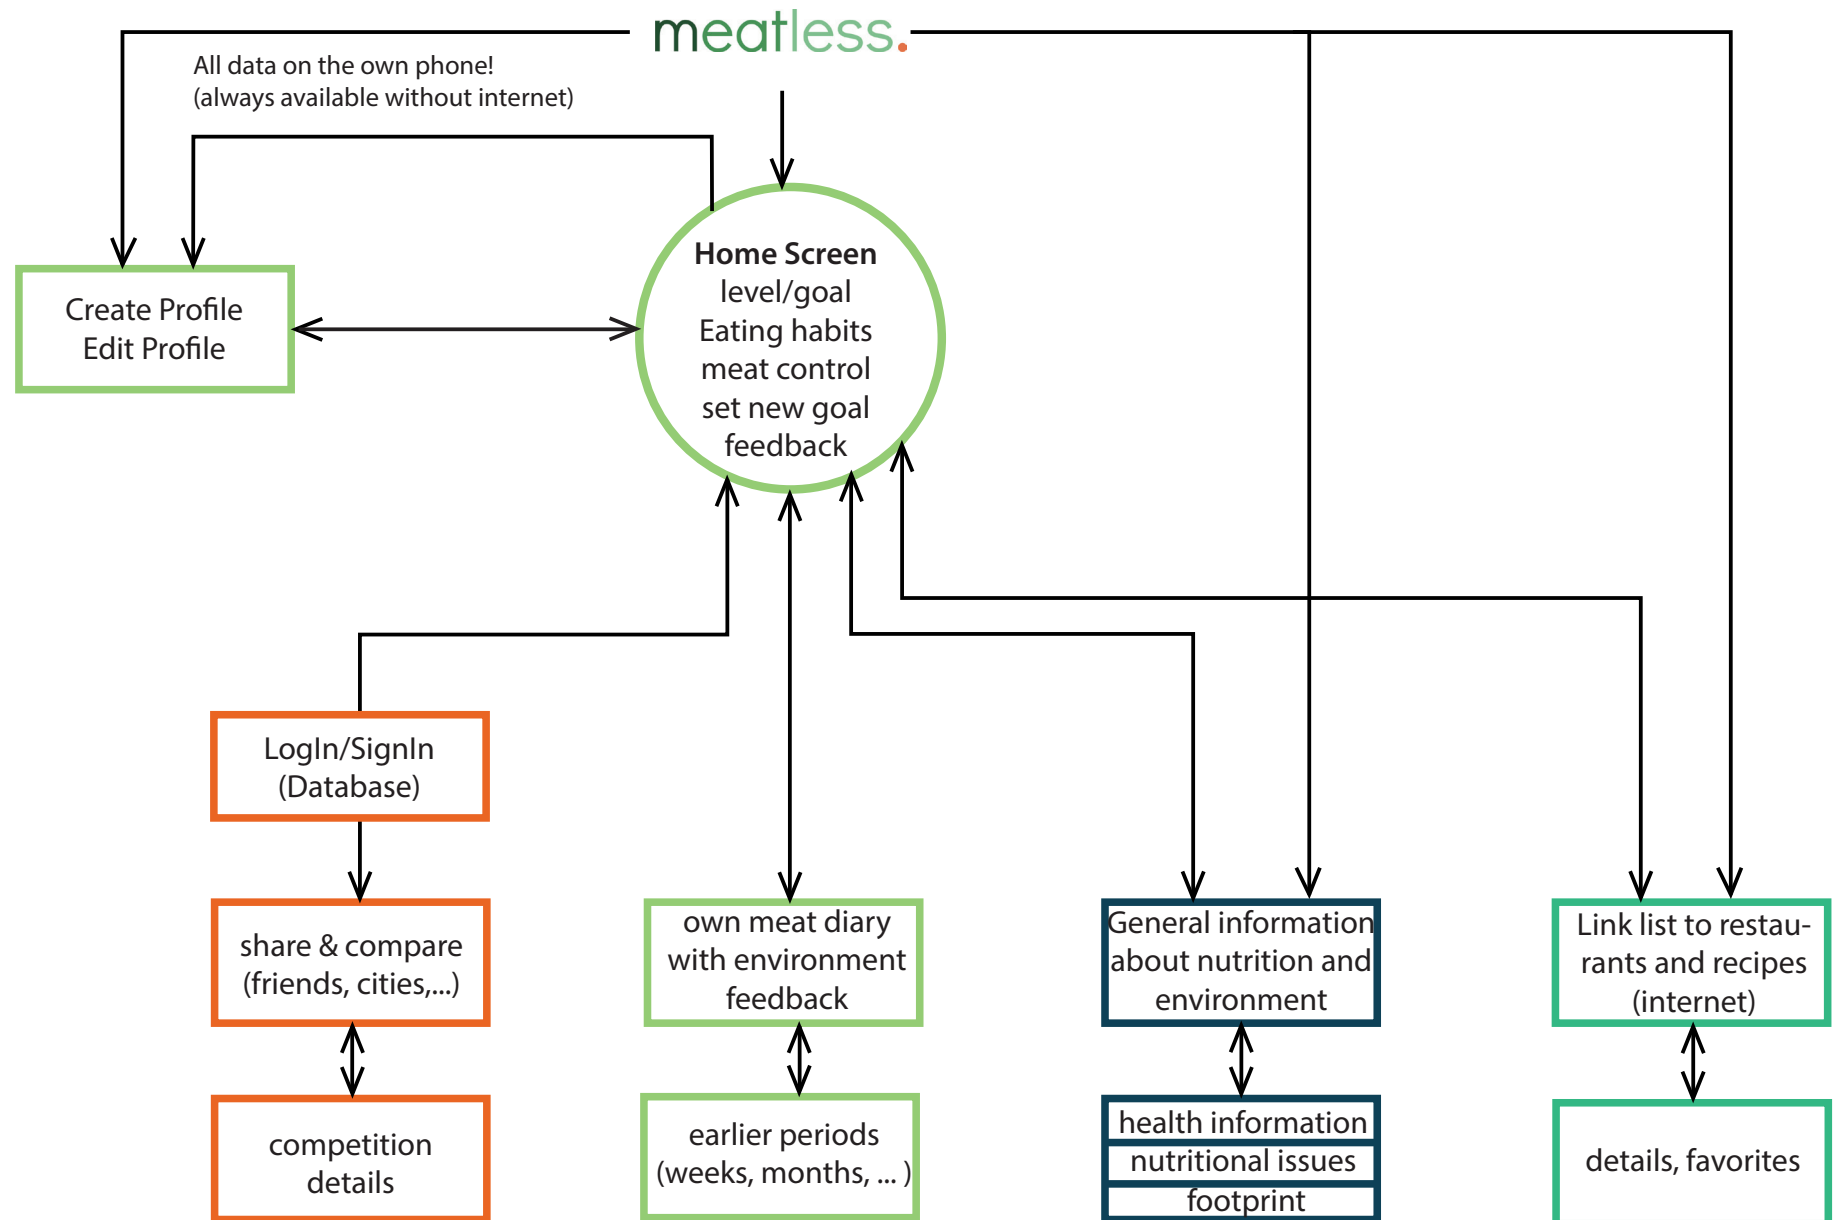 meatless.
All data on the own phone!
(always available without internet)
Home Screen
level/goal
Eating habits
meat control
set new goal
feedback
Create Profile
Edit Profile
LogIn/SignIn
(Database)
share & compare
(friends, cities,...)
own meat diary
with environment
feedback
General information
about nutrition and
environment
Link list to restau-
rants and recipes
(internet)
competition
details
earlier periods
(weeks, months, ... )
health information
nutritional issues
footprint
details, favorites